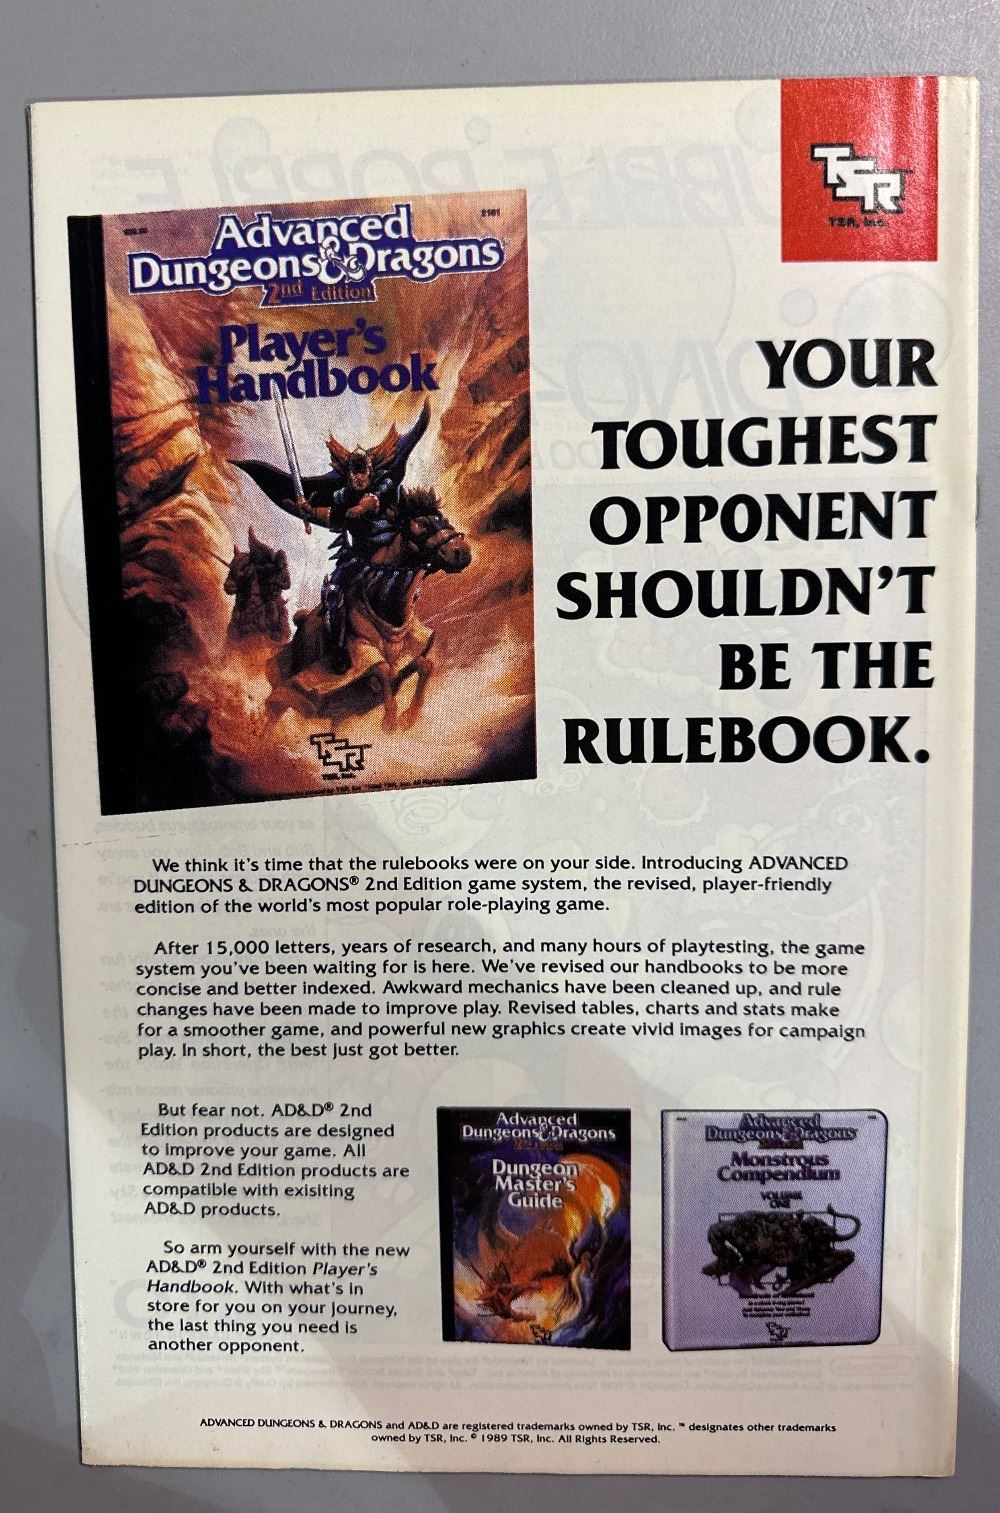 TSR
TSR, Inc.
2101
Advanced
Dungeons & Dragons
2nd Edition
Player's
Handbook
TSR
TSR, Inc.
YOUR
TOUGHEST
OPPONENT
SHOULDN'T
BE THE
RULEBOOK.
We think it's time that the rulebooks were on your side. Introducing ADVANCED
DUNGEONS & DRAGONS® 2nd Edition game system, the revised, player-friendly
edition of the world's most popular role-playing game.
After 15,000 letters, years of research, and many hours of playtesting, the game
system you've been waiting for is here. We've revised our handbooks to be more
concise and better indexed. Awkward mechanics have been cleaned up, and rule
changes have been made to improve play. Revised tables, charts and stats make
for a smoother game, and powerful new graphics create vivid images for campaign
play. In short, the best just got better.
But fear not. AD&D® 2nd
Edition products are designed
to improve your game. All
AD&D 2nd Edition products are
compatible with exisiting
AD&D products.
So arm yourself with the new
AD&D® 2nd Edition Player's
Handbook. With what's in
store for you on your journey,
the last thing you need is
another opponent.
Advanced
Dungeons & Dragons
2nd Edition
Dungeon
Master's
Guide
TSR
Advanced
Dungeons & Dragons
Monstrous
Compendium
VOLUME
ONE
TSR
ADVANCED DUNGEONS & DRAGONS and AD&D are registered trademarks owned by TSR, Inc. ™ designates other trademarks
owned by TSR, Inc. © 1989 TSR, Inc. All Rights Reserved.